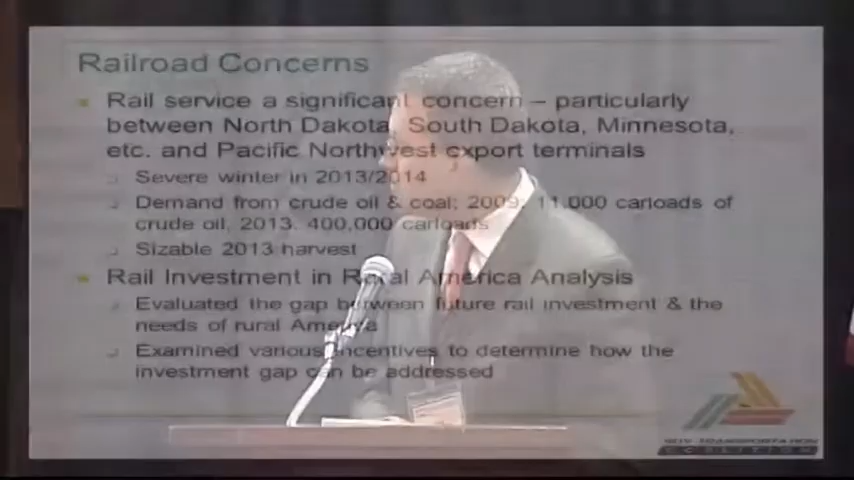 Railroad Concerns
Rail service a significant concern – particularly
between North Dakota, South Dakota, Minnesota,
etc. and Pacific Northwest export terminals
Severe winter in 2013/2014
Demand from crude oil & coal; 2009: 11,000 carloads of
crude oil, 2013: 400,000 carloads
Sizable 2013 harvest
Rail Investment in Rural America Analysis
Evaluated the gap between future rail investment & the
needs of rural America
Examined various incentives to determine how the
investment gap can be addressed
SOY TRANSPORTATION
COALITION